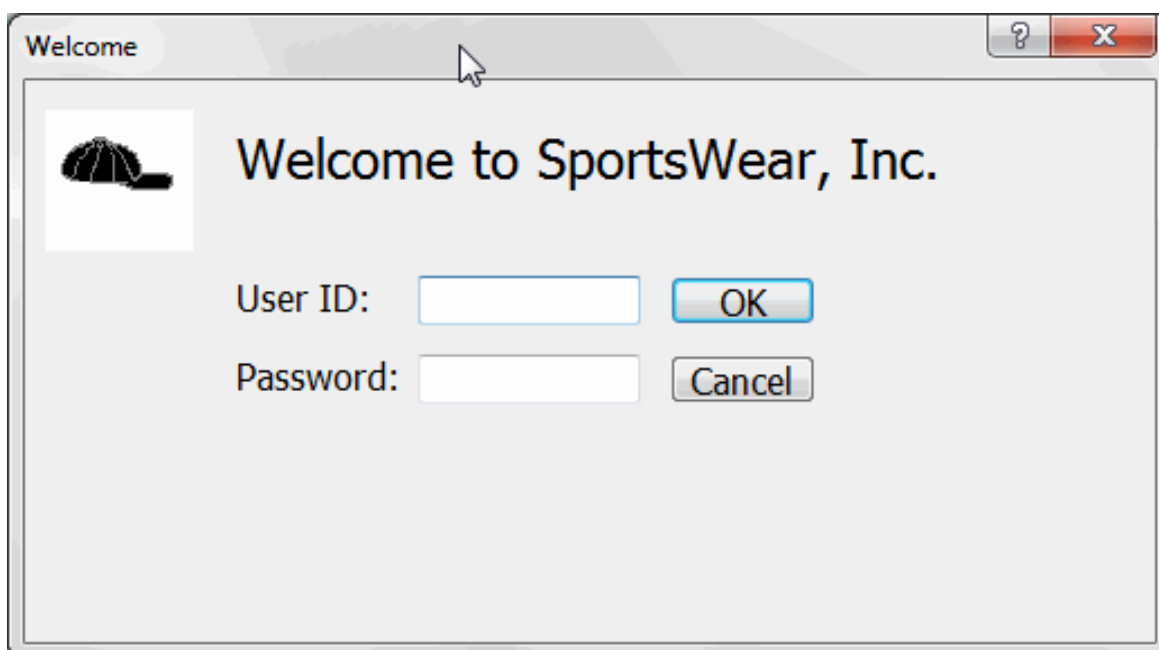 Welcome
?
X
Welcome to SportsWear, Inc.
User ID:
OK
Password:
Cancel